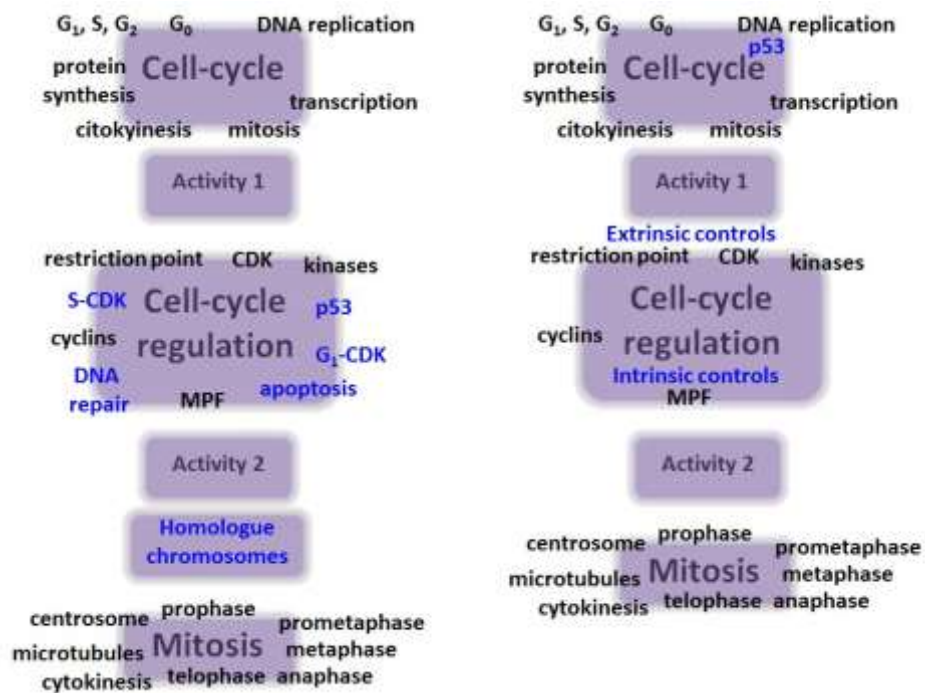 G₁, S, G₂ G₀ DNA replication
protein Cell-cycle
synthesis transcription
citokyinesis mitosis
Activity 1
restriction point CDK kinases
S-CDK Cell-cycle p53
cyclins regulation G₁-CDK
DNA apoptosis
repair MPF
Activity 2
Homologue
chromosomes
centrosome prophase prometaphase
microtubules Mitosis metaphase
cytokinesis telophase anaphase
G₁, S, G₂ G₀ DNA replication
p53
protein Cell-cycle
synthesis transcription
citokyinesis mitosis
Activity 1
Extrinsic controls
restriction point CDK kinases
Cell-cycle
cyclins regulation
Intrinsic controls
MPF
Activity 2
centrosome prophase prometaphase
microtubules Mitosis metaphase
cytokinesis telophase anaphase